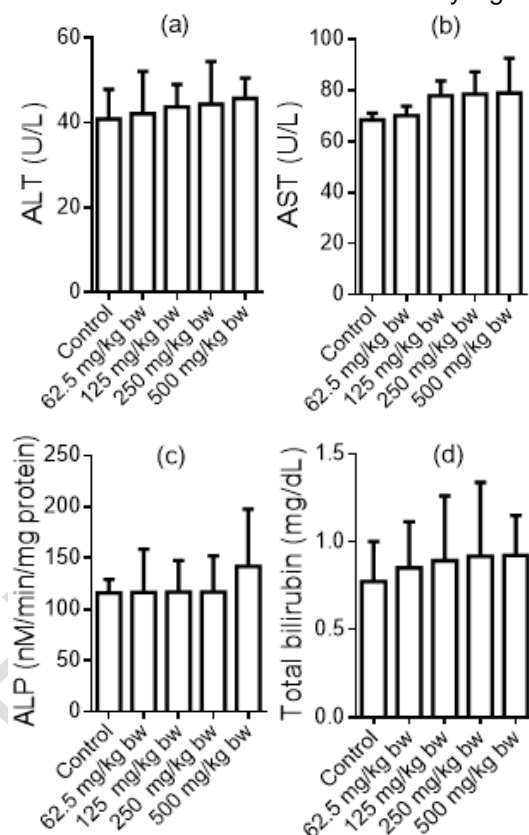 (a)
ALT (U/L)
60
40
20
0
Control
62.5 mg/kg bw
125 mg/kg bw
250 mg/kg bw
500 mg/kg bw
(b)
AST (U/L)
100
80
60
40
20
0
Control
62.5 mg/kg bw
125 mg/kg bw
250 mg/kg bw
500 mg/kg bw
(c)
ALP (nM/min/mg protein)
250
200
150
100
50
0
Control
62.5 mg/kg bw
125 mg/kg bw
250 mg/kg bw
500 mg/kg bw
(d)
Total bilirubin (mg/dL)
1.5
1.0
0.5
0.0
Control
62.5 mg/kg bw
125 mg/kg bw
250 mg/kg bw
500 mg/kg bw